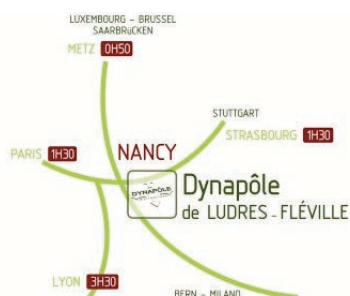 LUXEMBOURG - BRUSSEL
SAARBRÜCKEN
METZ 0H50
STUTTGART
STRASBOURG 1H30
PARIS 1H30
NANCY
DYNAPÔLE
Dynapôle
de LUDRES - FLÉVILLE
LYON 3H30
BERN - MILANO